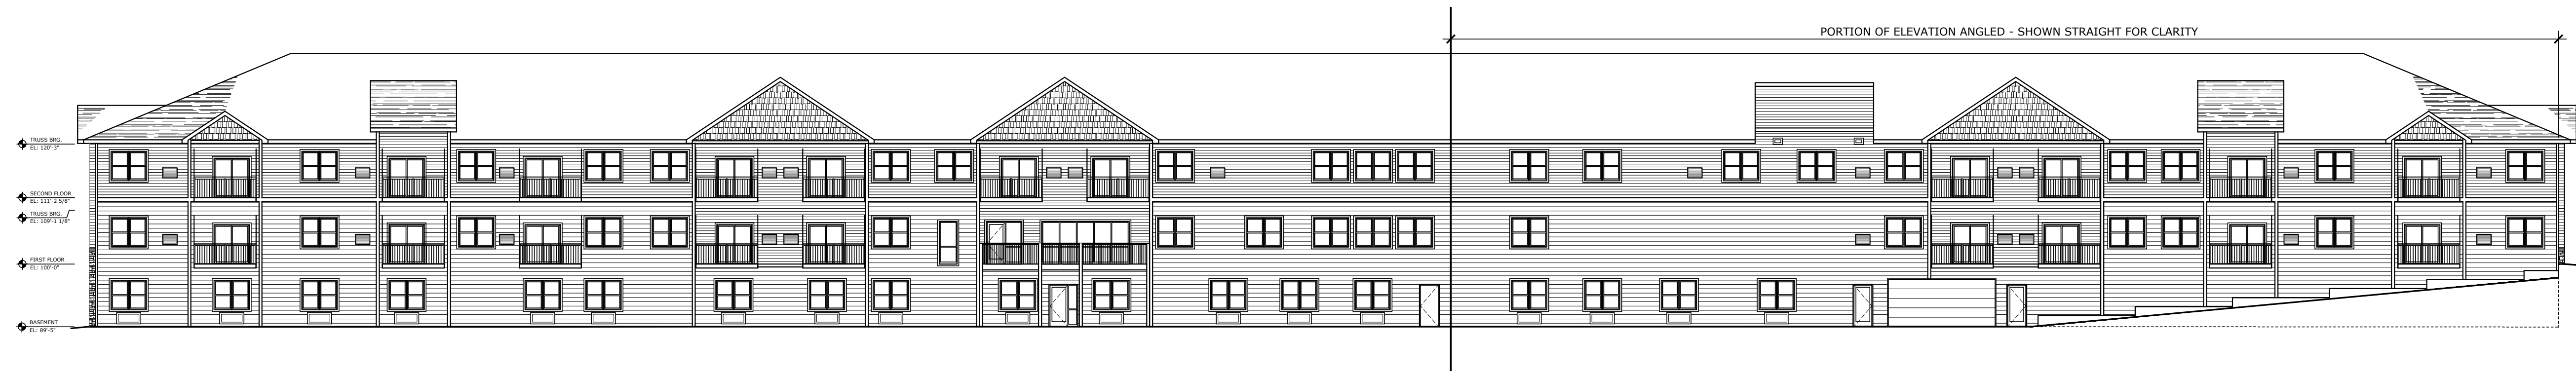 PORTION OF ELEVATION ANGLED - SHOWN STRAIGHT FOR CLARITY
TRUSS BRG.
EL: 120'-3"
SECOND FLOOR
EL: 111'-2 5/8"
TRUSS BRG.
EL: 109'-1 1/8"
FIRST FLOOR
EL: 100'-0"
BASEMENT
EL: 89'-5"